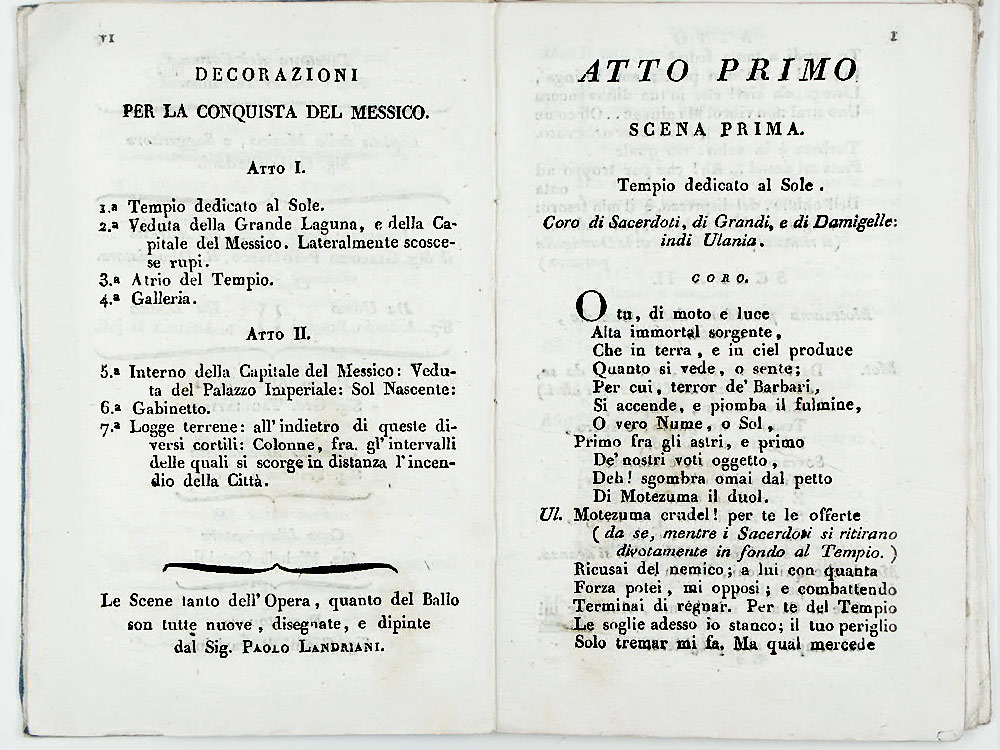 VI
DECORAZIONI
PER LA CONQUISTA DEL MESSICO.
ATTO I.
1.ª Tempio dedicato al Sole.
2.ª Veduta della Grande Laguna, e della Ca-
pitale del Messico. Lateralmente scosce-
se rupi.
3.ª Atrio del Tempio.
4.ª Galleria.
ATTO II.
5.ª Interno della Capitale del Messico: Vedu-
ta del Palazzo Imperiale: Sol Nascente:
6.ª Gabinetto.
7.ª Logge terrene: all'indietro di queste di-
versi cortili: Colonne, fra. gl'intervalli
delle quali si scorge in distanza l'incen-
dio della Città.
Le Scene tanto dell'Opera, quanto del Ballo
son tutte nuove, disegnate, e dipinte
dal Sig. PAOLO LANDRIANI.
I
ATTO PRIMO
SCENA PRIMA.
Tempio dedicato al Sole.
Coro di Sacerdoti, di Grandi, e di Damigelle:
indi Ulania.
CORO.
O tu, di moto e luce
Alta immortal sorgente,
Che in terra, e in ciel produce
Quanto si vede, o sente;
Per cui, terror de' Barbari,
Si accende, e piomba il fulmine,
O vero Nume, o Sol,
Primo fra gli astri, e primo
De' nostri voti oggetto,
Deh! sgombra omai dal petto
Di Motezuma il duol.
Ul. Motezuma crudel! per te le offerte
( da se, mentre i Sacerdoti si ritirano
divotamente in fondo al Tempio. )
Ricusai del nemico; a lui con quanta
Forza potei, mi opposi; e combattendo
Terminai di regnar. Per te del Tempio
Le soglie adesso io stanco; il tuo periglio
Solo tremar mi fa. Ma qual mercede